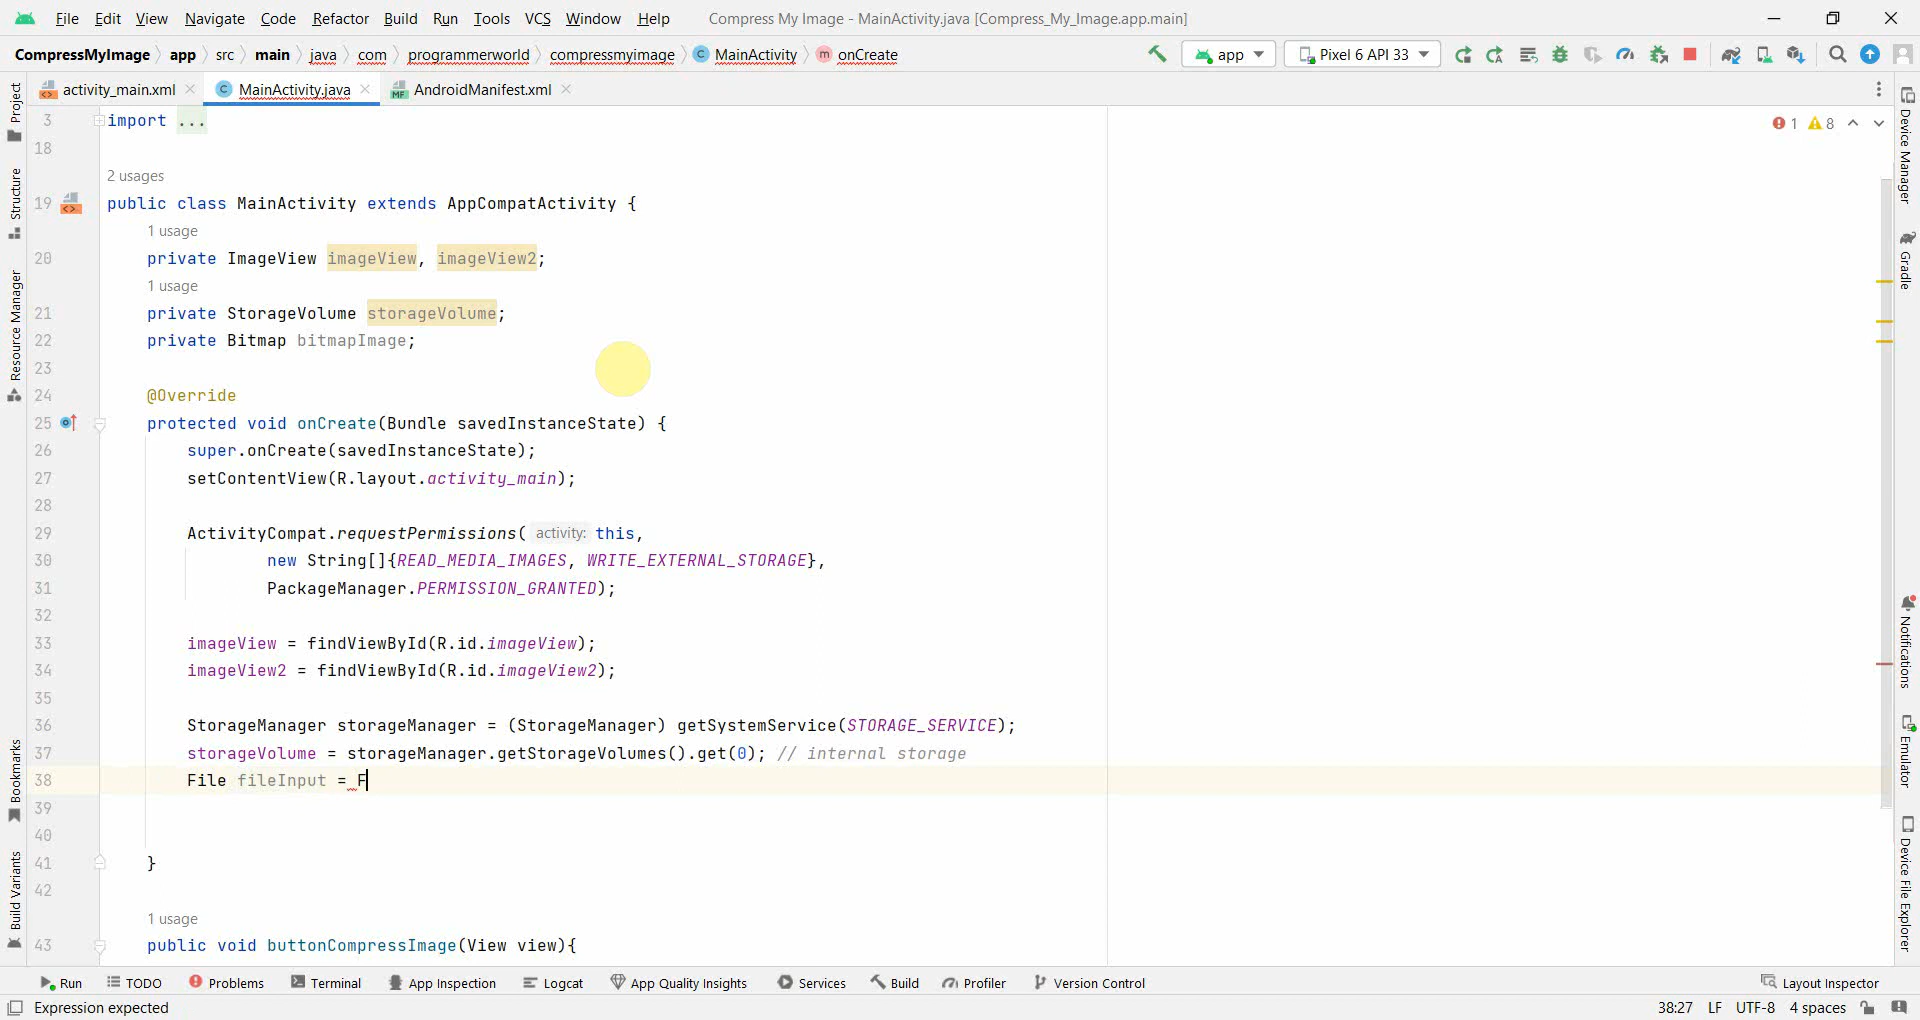 File Edit View Navigate Code Refactor Build Run Tools VCS Window Help Compress My Image - MainActivity.java [Compress_My_Image.app.main]
CompressMyImage app src main java com programmerworld compressmyimage C MainActivity m onCreate app Pixel 6 API 33
activity_main.xml C MainActivity.java MF AndroidManifest.xml
Project
Structure
Resource Manager
Bookmarks
Build Variants
3 import ...
1 8
18
2 usages
19 public class MainActivity extends AppCompatActivity {
1 usage
20 private ImageView imageView, imageView2;
1 usage
21 private StorageVolume storageVolume;
22 private Bitmap bitmapImage;
23
24 @Override
25 protected void onCreate(Bundle savedInstanceState) {
26 super.onCreate(savedInstanceState);
27 setContentView(R.layout.activity_main);
28
29 ActivityCompat.requestPermissions( activity: this,
30 new String[]{READ_MEDIA_IMAGES, WRITE_EXTERNAL_STORAGE},
31 PackageManager.PERMISSION_GRANTED);
32
33 imageView = findViewById(R.id.imageView);
34 imageView2 = findViewById(R.id.imageView2);
35
36 StorageManager storageManager = (StorageManager) getSystemService(STORAGE_SERVICE);
37 storageVolume = storageManager.getStorageVolumes().get(0); // internal storage
38 File fileInput = F
39
40
41 }
42
1 usage
43 public void buttonCompressImage(View view){
Device Manager
Gradle
Notifications
Emulator
Device File Explorer
Run TODO Problems Terminal App Inspection Logcat App Quality Insights Services Build Profiler Version Control Layout Inspector
Expression expected 38:27 LF UTF-8 4 spaces